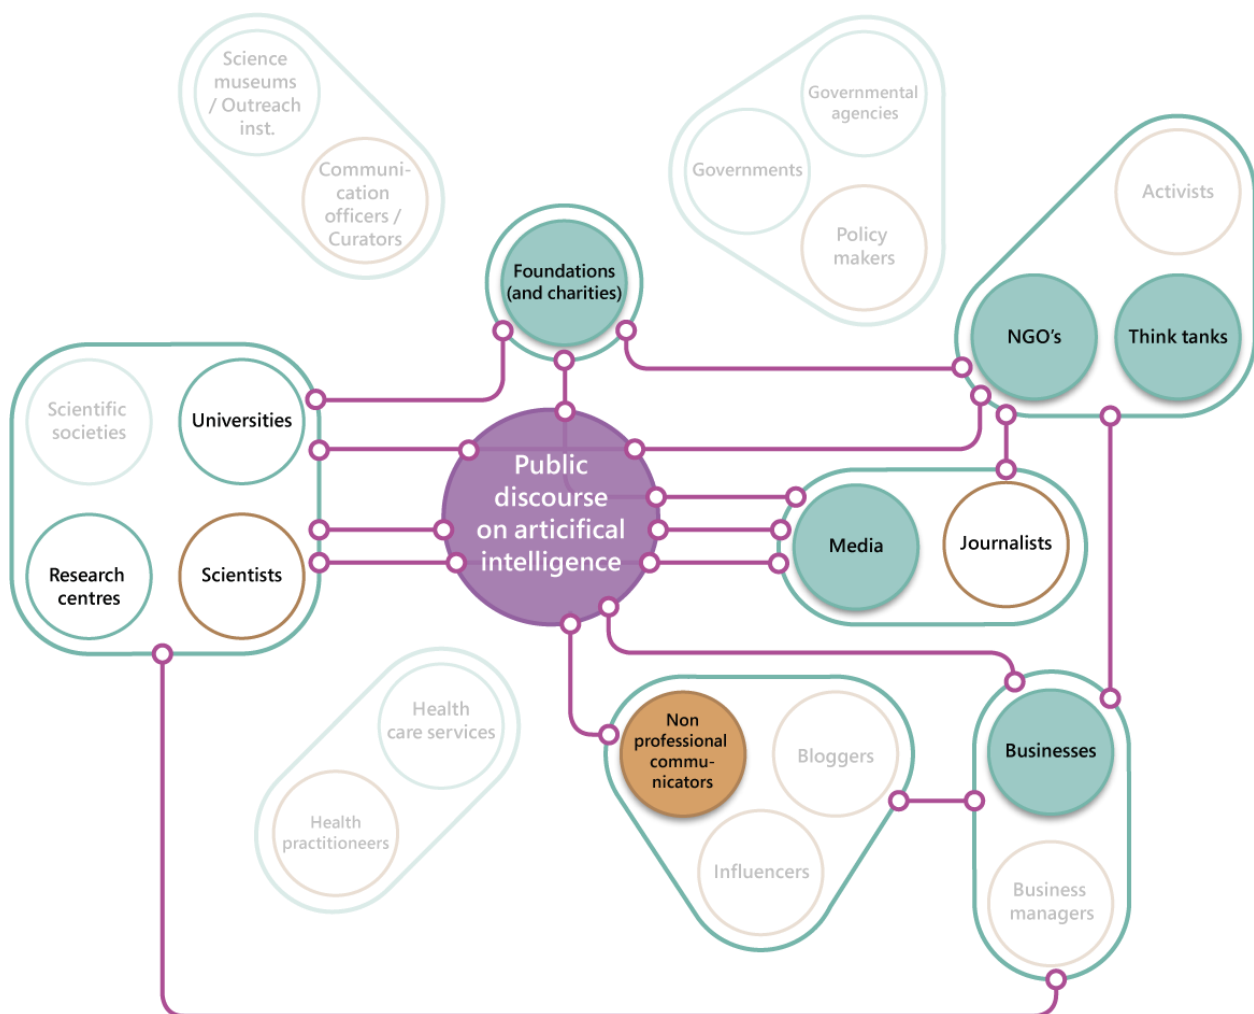 Science
museums
/ Outreach
inst.
Communi-
cation
officers /
Curators
Governmental
agencies
Governments
Policy
makers
Activists
NGO's
Think tanks
Foundations
(and charities)
Scientific
societies
Universities
Research
centres
Scientists
Public
discourse
on articifical
intelligence
Media
Journalists
Health
care services
Health
practitioneers
Non
professional
commu-
nicators
Bloggers
Influencers
Businesses
Business
managers